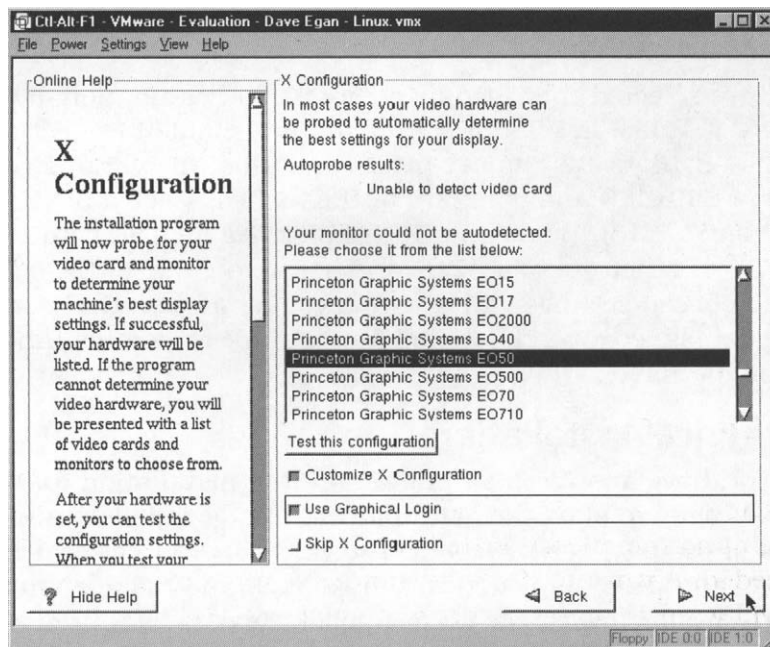 Ctl-Alt-F1 - VMware - Evaluation - Dave Egan - Linux.vmx
File Power Settings View Help
Online Help
X
Configuration
The installation program
will now probe for your
video card and monitor
to determine your
machine's best display
settings. If successful,
your hardware will be
listed. If the program
cannot determine your
video hardware, you will
be presented with a list
of video cards and
monitors to choose from.
After your hardware is
set, you can test the
configuration settings.
When you test your
X Configuration
In most cases your video hardware can
be probed to automatically determine
the best settings for your display.
Autoprobe results:
Unable to detect video card
Your monitor could not be autodetected.
Please choose it from the list below:
Princeton Graphic Systems EO15
Princeton Graphic Systems EO17
Princeton Graphic Systems EO2000
Princeton Graphic Systems EO40
Princeton Graphic Systems EO50
Princeton Graphic Systems EO500
Princeton Graphic Systems EO70
Princeton Graphic Systems EO710
Test this configuration
Customize X Configuration
Use Graphical Login
Skip X Configuration
? Hide Help
Back
Next
Floppy IDE 0:0 IDE 1:0